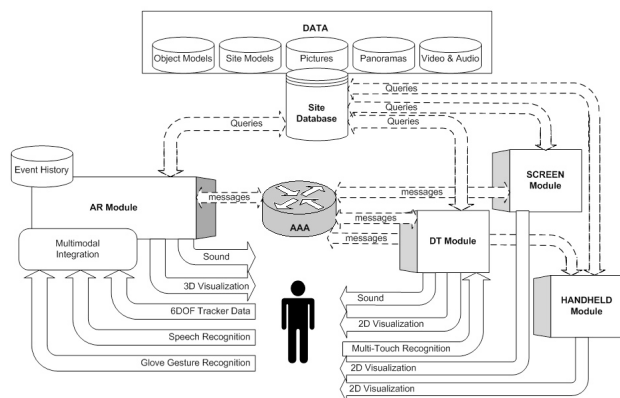 DATA
Object Models
Site Models
Pictures
Panoramas
Video & Audio
Site
Database
Queries
Queries
Queries
Queries
Event History
AR Module
Multimodal
Integration
messages
AAA
messages
messages
messages
SCREEN
Module
DT Module
HANDHELD
Module
Sound
3D Visualization
6DOF Tracker Data
Speech Recognition
Glove Gesture Recognition
Sound
2D Visualization
Multi-Touch Recognition
2D Visualization
2D Visualization